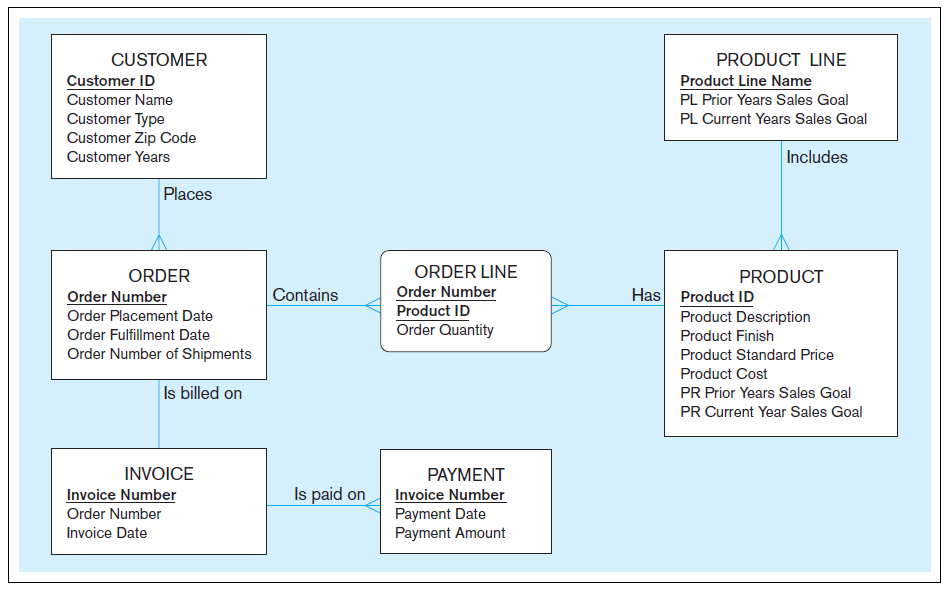 CUSTOMER
Customer ID
Customer Name
Customer Type
Customer Zip Code
Customer Years
PRODUCT LINE
Product Line Name
PL Prior Years Sales Goal
PL Current Years Sales Goal
Places
Includes
ORDER
Order Number
Order Placement Date
Order Fulfillment Date
Order Number of Shipments
Contains
ORDER LINE
Order Number
Product ID
Order Quantity
Has
PRODUCT
Product ID
Product Description
Product Finish
Product Standard Price
Product Cost
PR Prior Years Sales Goal
PR Current Year Sales Goal
Is billed on
INVOICE
Invoice Number
Order Number
Invoice Date
Is paid on
PAYMENT
Invoice Number
Payment Date
Payment Amount